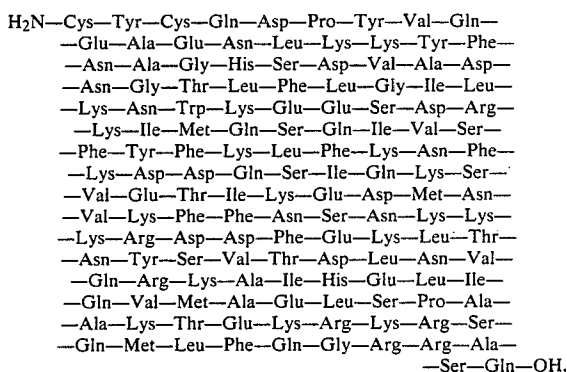 H₂N—Cys—Tyr—Cys—Gln—Asp—Pro—Tyr—Val—Gln—
—Glu—Ala—Glu—Asn—Leu—Lys—Lys—Tyr—Phe—
—Asn—Ala—Gly—His—Ser—Asp—Val—Ala—Asp—
—Asn—Gly—Thr—Leu—Phe—Leu—Gly—Ile—Leu—
—Lys—Asn—Trp—Lys—Glu—Glu—Ser—Asp—Arg—
—Lys—Ile—Met—Gln—Ser—Gln—Ile—Val—Ser—
—Phe—Tyr—Phe—Lys—Leu—Phe—Lys—Asn—Phe—
—Lys—Asp—Asp—Gln—Ser—Ile—Gln—Lys—Ser—
—Val—Glu—Thr—Ile—Lys—Glu—Asp—Met—Asn—
—Val—Lys—Phe—Phe—Asn—Ser—Asn—Lys—Lys—
—Lys—Arg—Asp—Asp—Phe—Glu—Lys—Leu—Thr—
—Asn—Tyr—Ser—Val—Thr—Asp—Leu—Asn—Val—
—Gln—Arg—Lys—Ala—Ile—His—Glu—Leu—Ile—
—Gln—Val—Met—Ala—Glu—Leu—Ser—Pro—Ala—
—Ala—Lys—Thr—Glu—Lys—Arg—Lys—Arg—Ser—
—Gln—Met—Leu—Phe—Gln—Gly—Arg—Arg—Ala—
—Ser—Gln—OH,